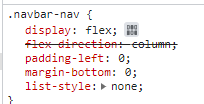 .navbar-nav {
display: flex;
flex-direction: column;
padding-left: 0;
margin-bottom: 0;
list-style: none;
}